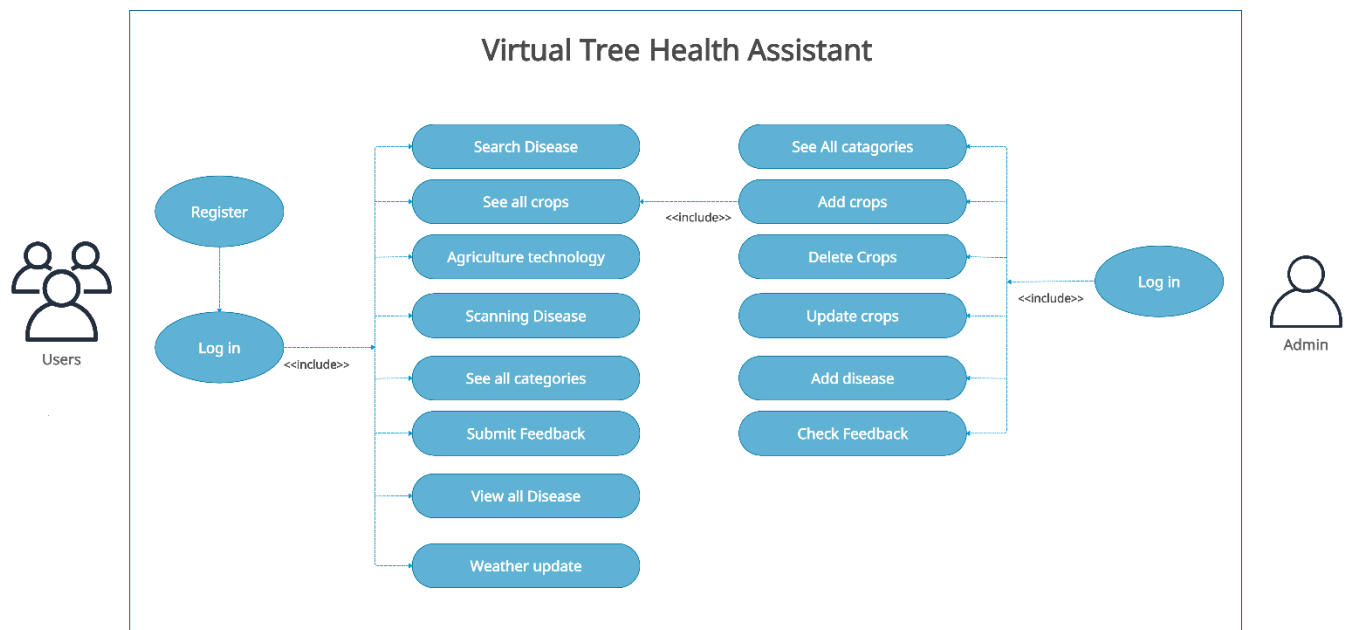 Virtual Tree Health Assistant
Search Disease
See All catagories
Register
See all crops
<<include>>
Add crops
Agriculture technology
Delete Crops
Log in
<<include>>
Users
Log in
<<include>>
Scanning Disease
Update crops
Admin
See all categories
Add disease
Submit Feedback
Check Feedback
View all Disease
Weather update